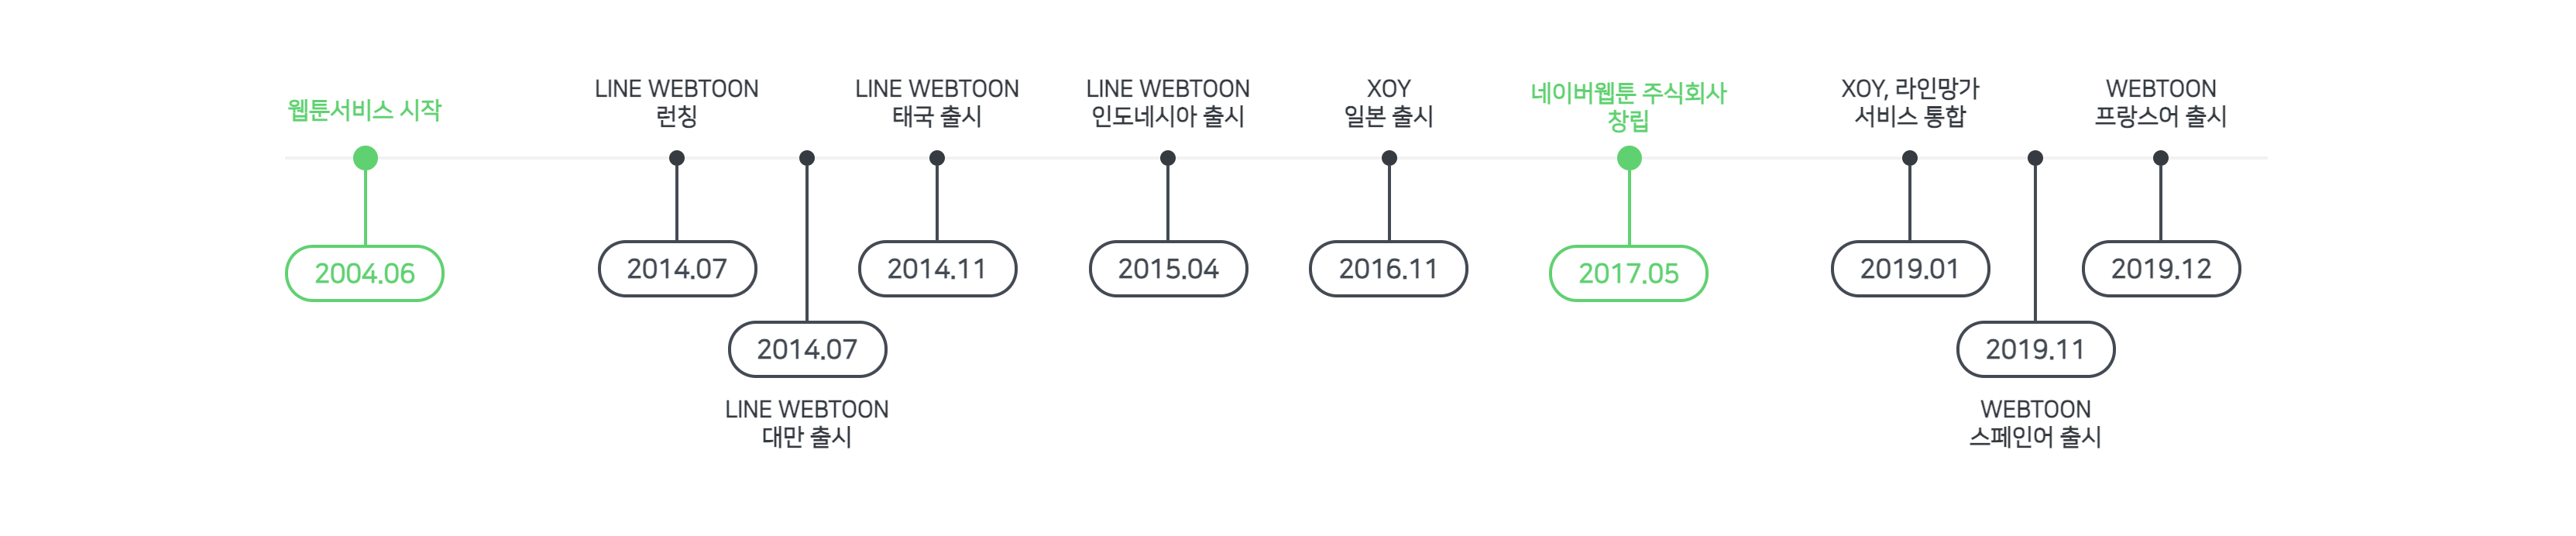 웹툰서비스 시작
2004.06
LINE WEBTOON
런칭
2014.07
2014.07
LINE WEBTOON
대만 출시
LINE WEBTOON
태국 출시
2014.11
LINE WEBTOON
인도네시아 출시
2015.04
XOY
일본 출시
2016.11
네이버웹툰 주식회사
창립
2017.05
XOY, 라인망가
서비스 통합
2019.01
2019.11
WEBTOON
스페인어 출시
WEBTOON
프랑스어 출시
2019.12